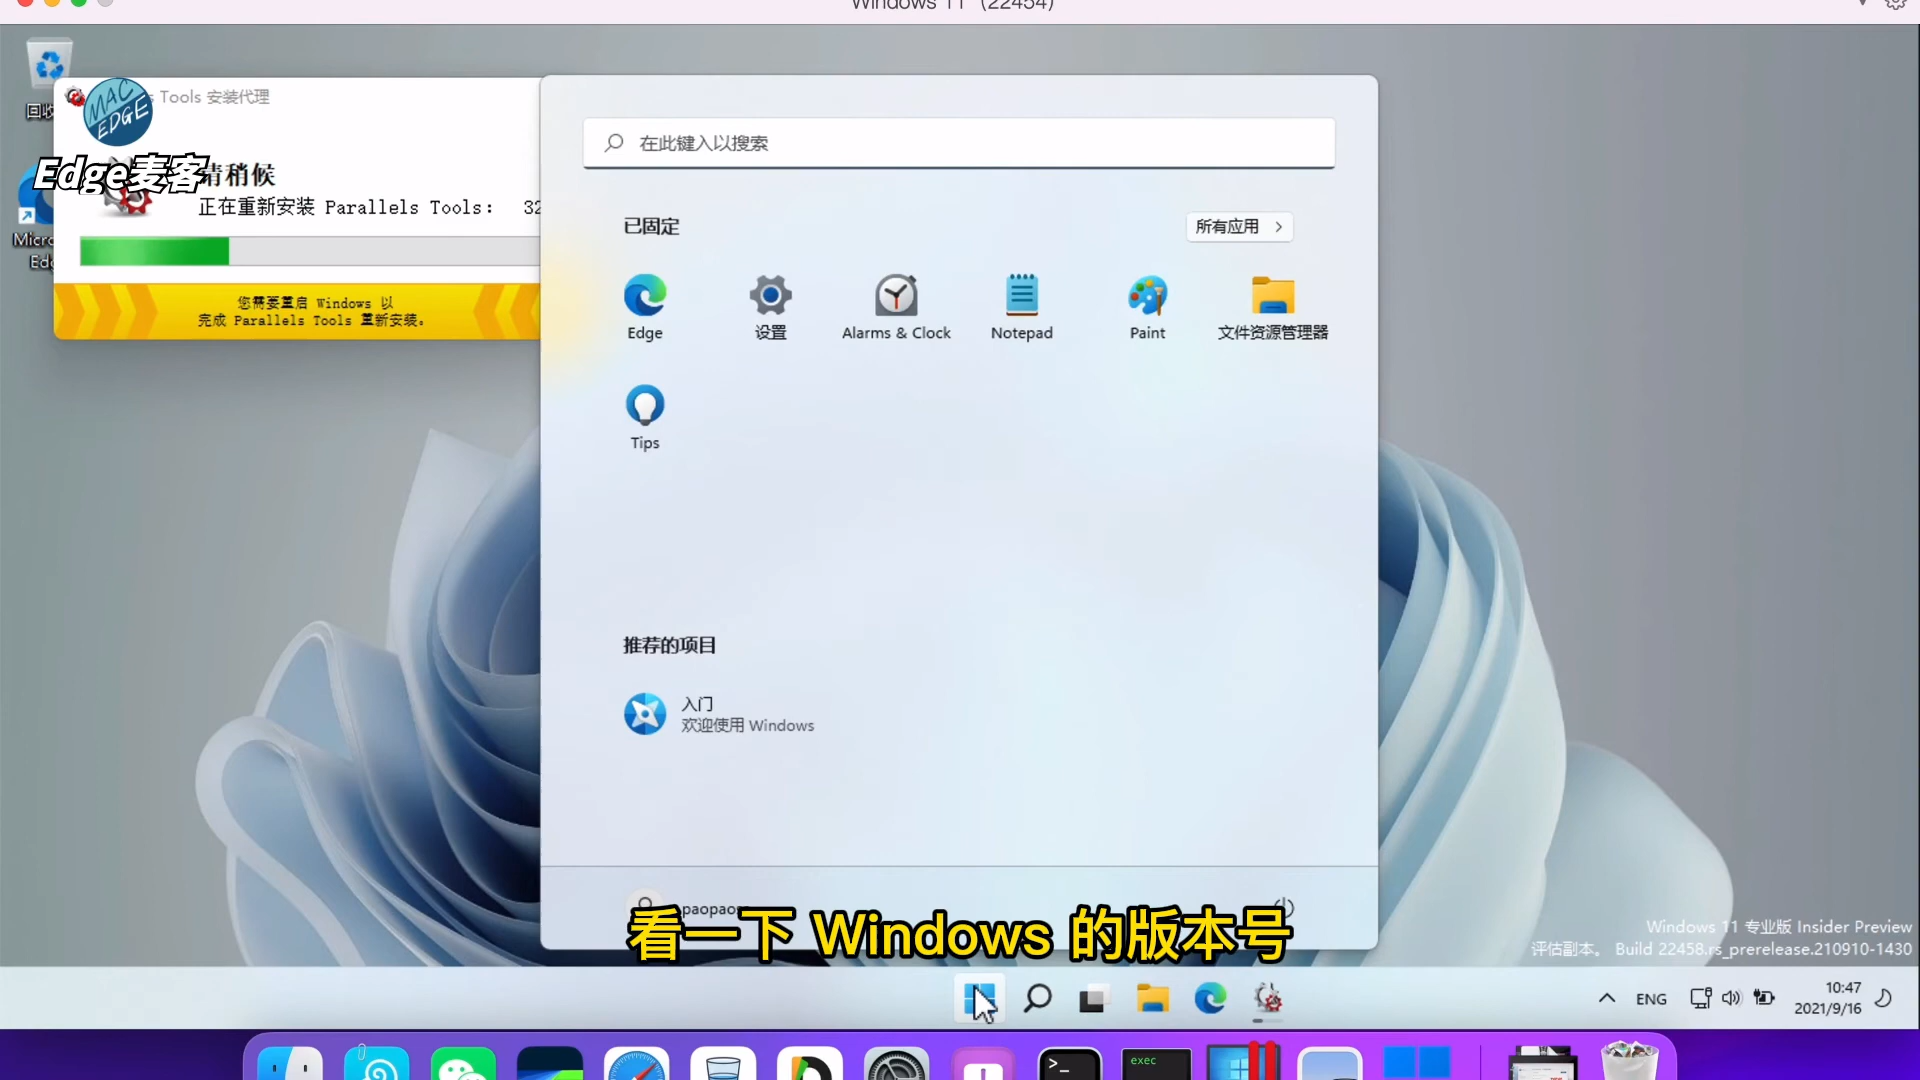 Windows 11 (22454)
回收
Tools 安装代理
MAC EDGE
Edge麦客
请稍候
正在重新安装 Parallels Tools: 32
您需要重启 Windows 以
完成 Parallels Tools 重新安装。
Edge
在此键入以搜索
已固定
所有应用
Edge
设置
Alarms & Clock
Notepad
Paint
文件资源管理器
Tips
推荐的项目
入门
欢迎使用 Windows
看一下 Windows 的版本号
Windows 11 专业版 Insider Preview
评估副本。 Build 22458.rs_prerelease.210910-1430
ENG
10:47
2021/9/16
exec